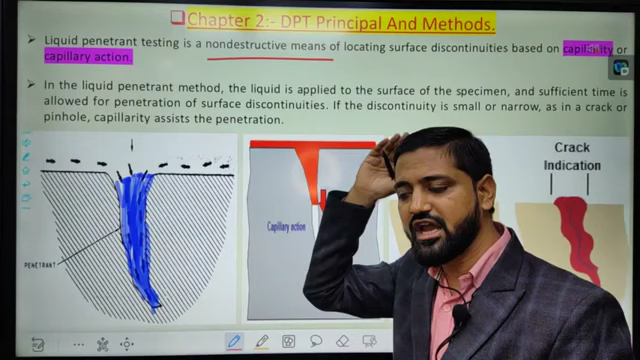 ❑Chapter 2:- DPT Principal And Methods.
➢ Liquid penetrant testing is a nondestructive means of locating surface discontinuities based on capillarity or
capillary action.
➢ In the liquid penetrant method, the liquid is applied to the surface of the specimen, and sufficient time is
allowed for penetration of surface discontinuities. If the discontinuity is small or narrow, as in a crack or
pinhole, capillarity assists the penetration.
PENETRANT
Capillary action
Crack
Indication